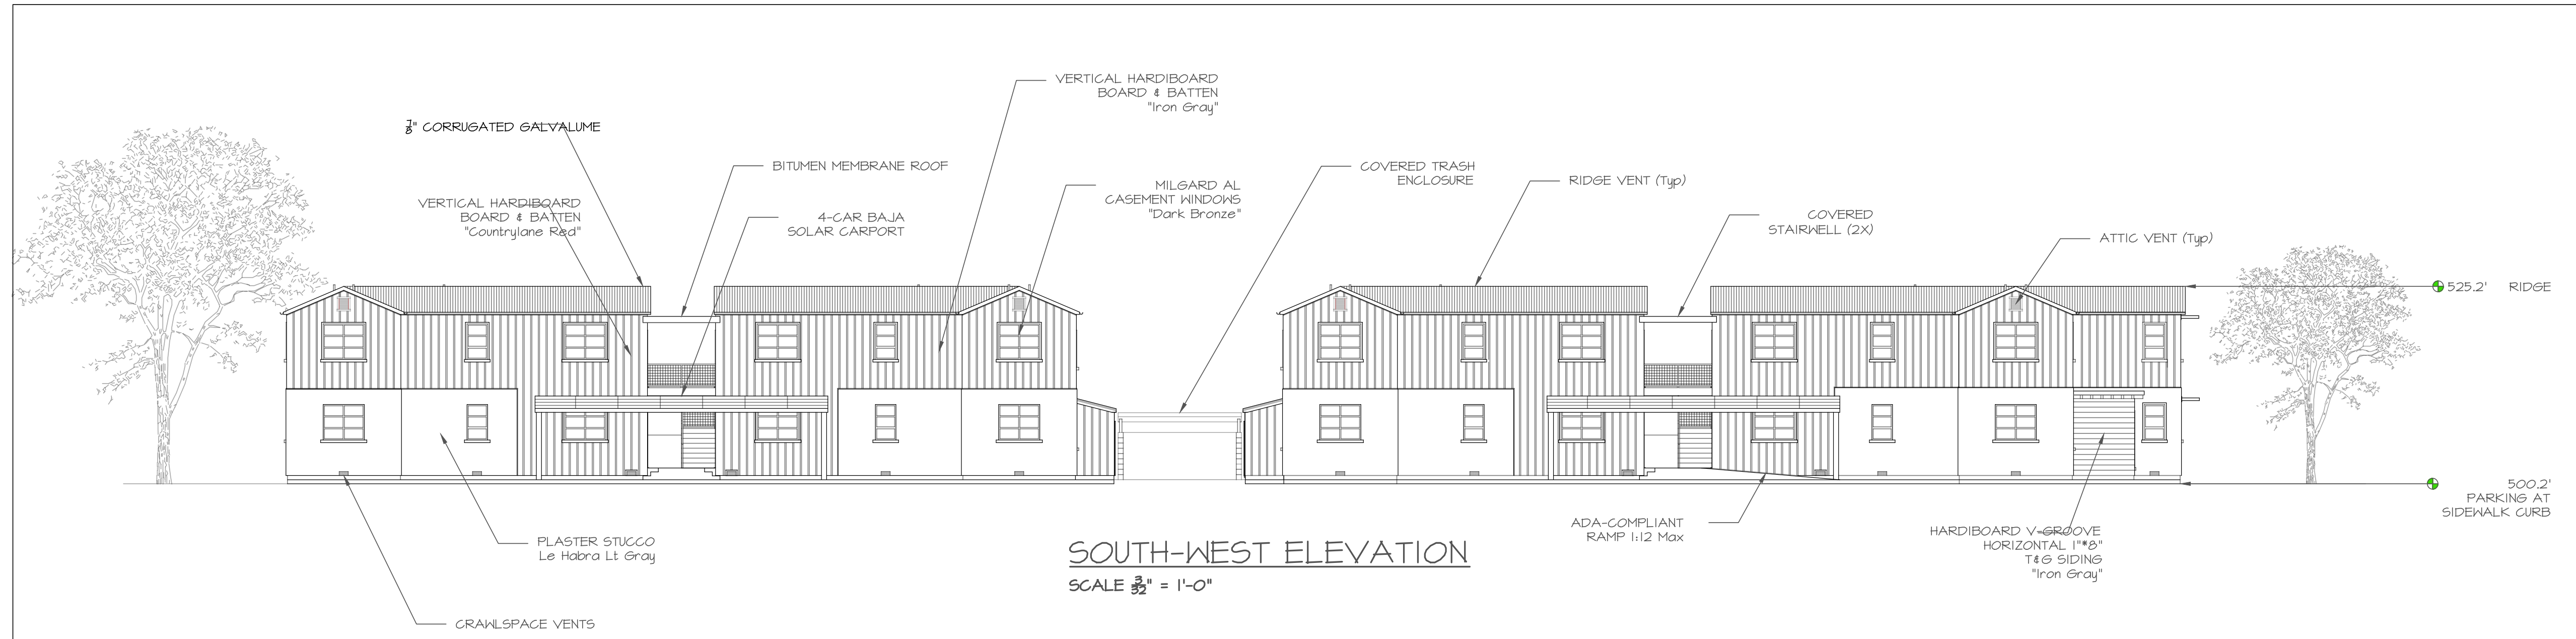 VERTICAL HARDIBOARD
BOARD & BATTEN
"Iron Gray"
7/8" CORRUGATED GALVALUME
BITUMEN MEMBRANE ROOF
COVERED TRASH
ENCLOSURE
RIDGE VENT (Typ)
MILGARD AL
CASEMENT WINDOWS
"Dark Bronze"
VERTICAL HARDIBOARD
BOARD & BATTEN
"Countrylane Red"
4-CAR BAJA
SOLAR CARPORT
COVERED
STAIRWELL (2X)
ATTIC VENT (Typ)
525.2' RIDGE
500.2'
PARKING AT
SIDEWALK CURB
PLASTER STUCCO
Le Habra Lt Gray
ADA-COMPLIANT
RAMP 1:12 Max
HARDIBOARD V-GROOVE
HORIZONTAL 1"*8"
T&G SIDING
"Iron Gray"
SOUTH-WEST ELEVATION
SCALE 3/32" = 1'-0"
CRAWLSPACE VENTS